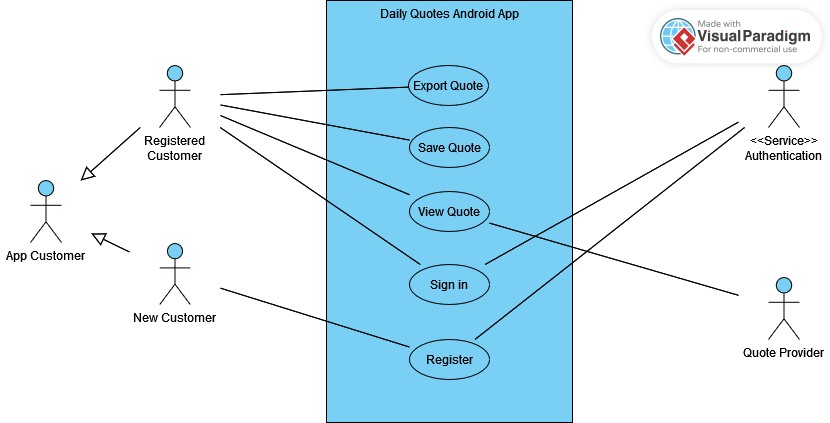 Daily Quotes Android App
Made with
Visual Paradigm
For non-commercial use
Export Quote
Registered
Customer
<<Service>>
Authentication
Save Quote
View Quote
App Customer
Sign in
New Customer
Quote Provider
Register